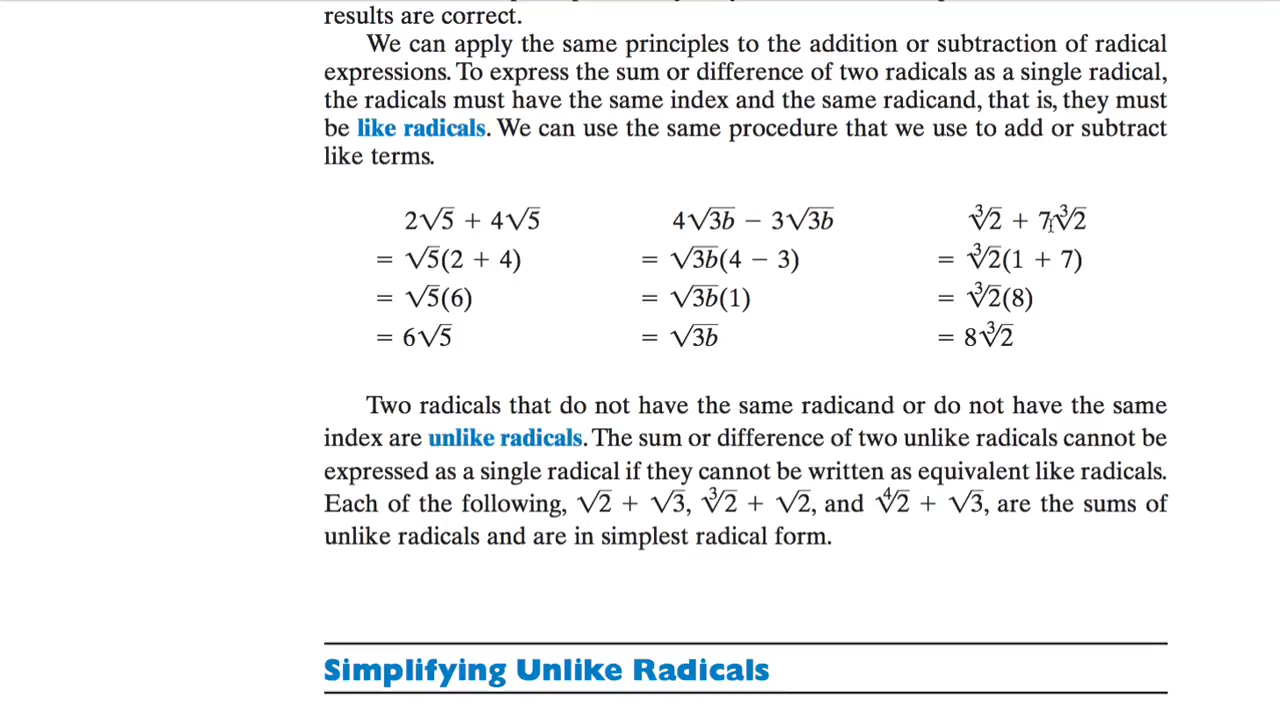 results are correct.
We can apply the same principles to the addition or subtraction of radical
expressions. To express the sum or difference of two radicals as a single radical,
the radicals must have the same index and the same radicand, that is, they must
be like radicals. We can use the same procedure that we use to add or subtract
like terms.
2√5 + 4√5
= √5(2 + 4)
= √5(6)
= 6√5
4√3b − 3√3b
= √3b(4 − 3)
= √3b(1)
= √3b
∛2 + 7∛2
= ∛2(1 + 7)
= ∛2(8)
= 8∛2
Two radicals that do not have the same radicand or do not have the same
index are unlike radicals. The sum or difference of two unlike radicals cannot be
expressed as a single radical if they cannot be written as equivalent like radicals.
Each of the following, √2 + √3, ∛2 + √2, and ∜2 + √3, are the sums of
unlike radicals and are in simplest radical form.
Simplifying Unlike Radicals